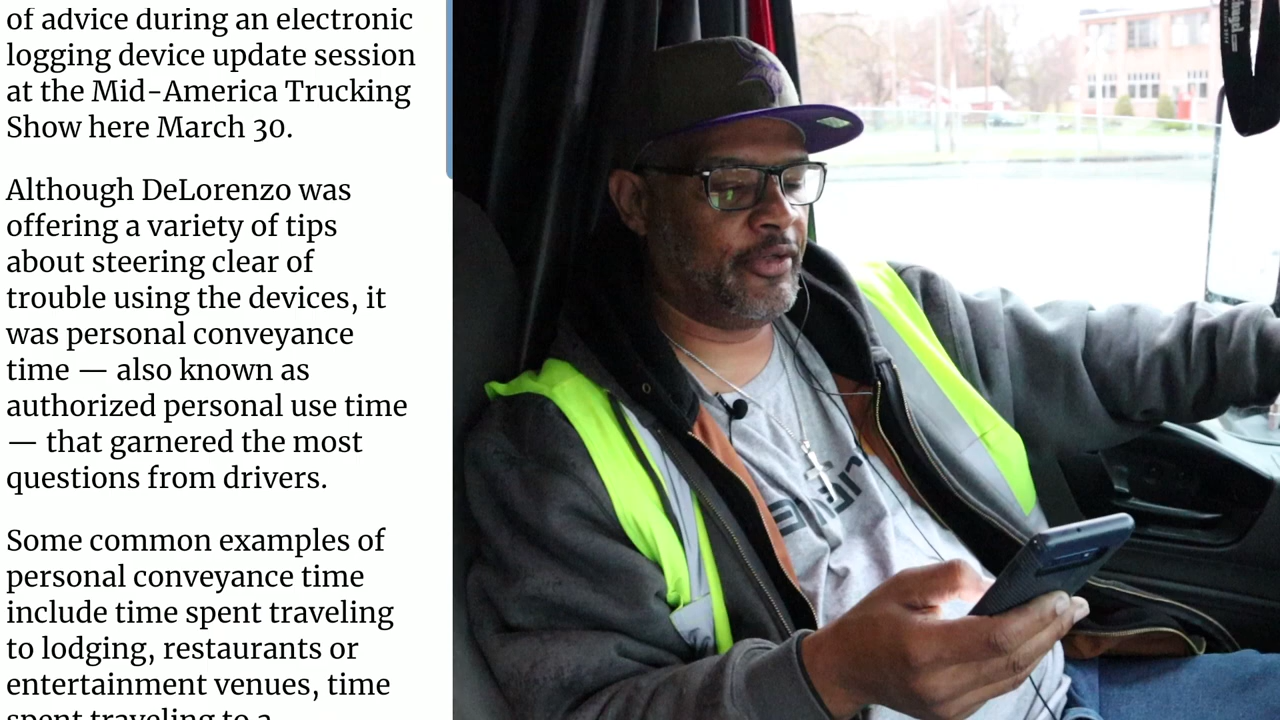 of advice during an electronic
logging device update session
at the Mid-America Trucking
Show here March 30.
Although DeLorenzo was
offering a variety of tips
about steering clear of
trouble using the devices, it
was personal conveyance
time — also known as
authorized personal use time
— that garnered the most
questions from drivers.
Some common examples of
personal conveyance time
include time spent traveling
to lodging, restaurants or
entertainment venues, time
spent traveling to a